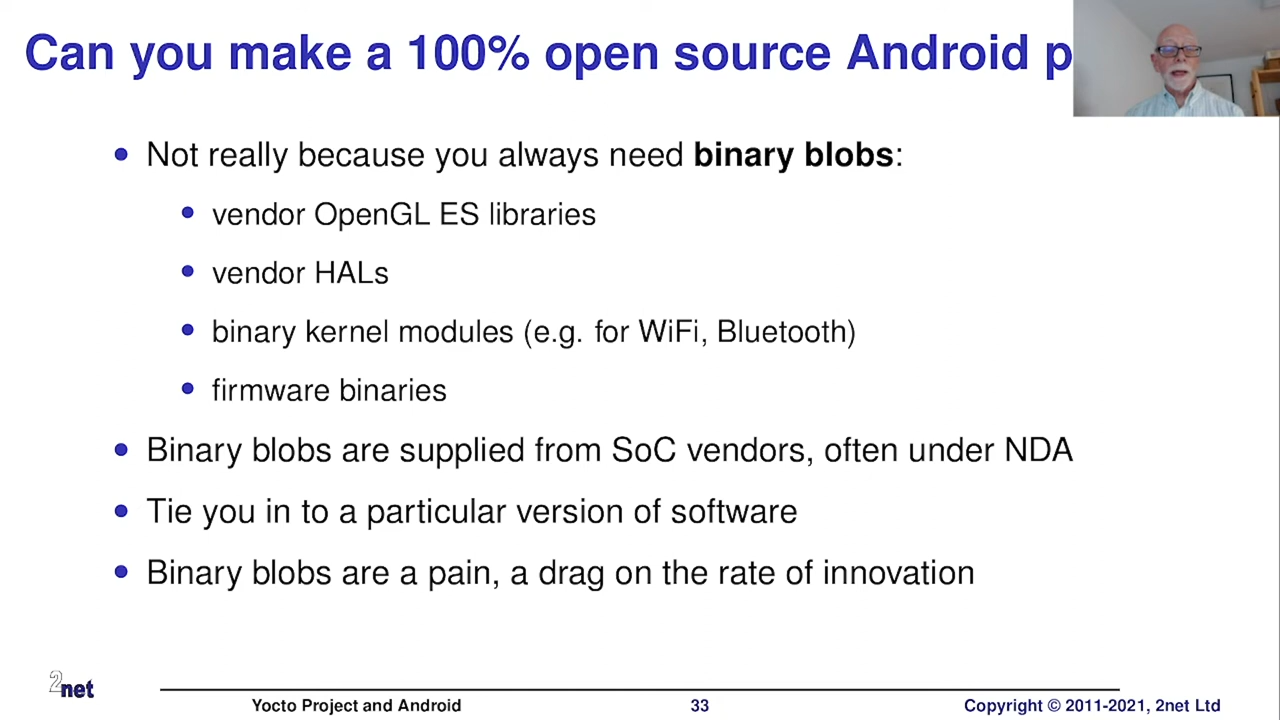 Can you make a 100% open source Android p
Not really because you always need binary blobs:
vendor OpenGL ES libraries
vendor HALs
binary kernel modules (e.g. for WiFi, Bluetooth)
firmware binaries
Binary blobs are supplied from SoC vendors, often under NDA
Tie you in to a particular version of software
Binary blobs are a pain, a drag on the rate of innovation
2net
Yocto Project and Android
33
Copyright © 2011-2021, 2net Ltd